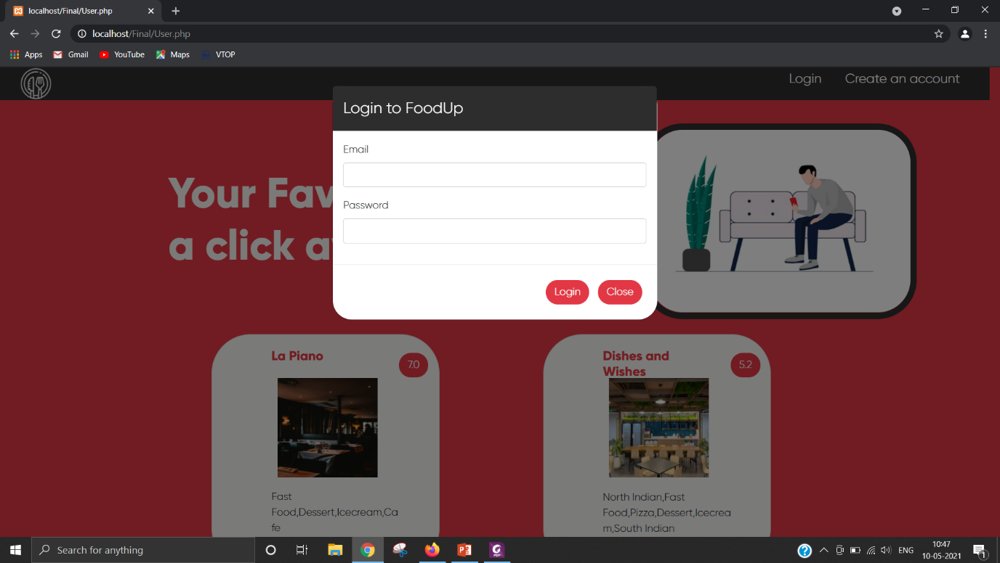 localhost/Final/User.php
localhost/Final/User.php
Apps Gmail YouTube Maps VTOP
Login Create an account
Login to FoodUp
Email
Your Fav
Password
a click a
Login Close
La Piano
7.0
Dishes and
Wishes
5.2
Fast
Food,Dessert,Icecream,Ca
fe
North Indian,Fast
Food,Pizza,Dessert,Icecrea
m,South Indian
Search for anything
ENG
10:47
10-05-2021
1